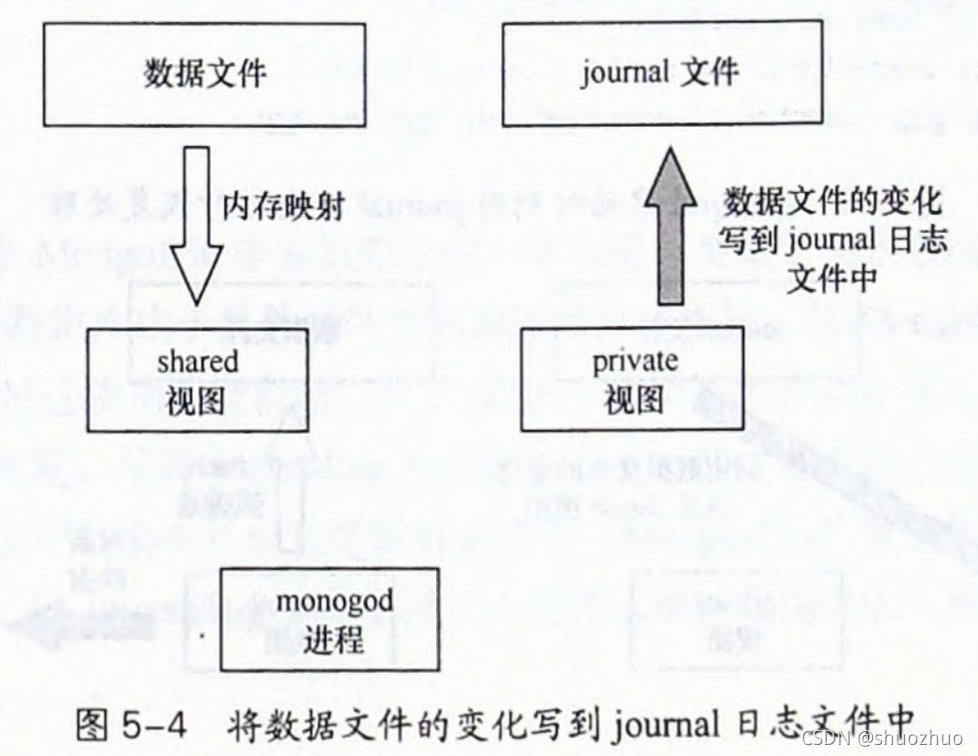 数据文件
journal 文件
内存映射
数据文件的变化
写到 journal 日志
文件中
shared
视图
private
视图
monogod
进程
图 5-4 将数据文件的变化写到 journal 日志文件中
CSDN @shuozhuo